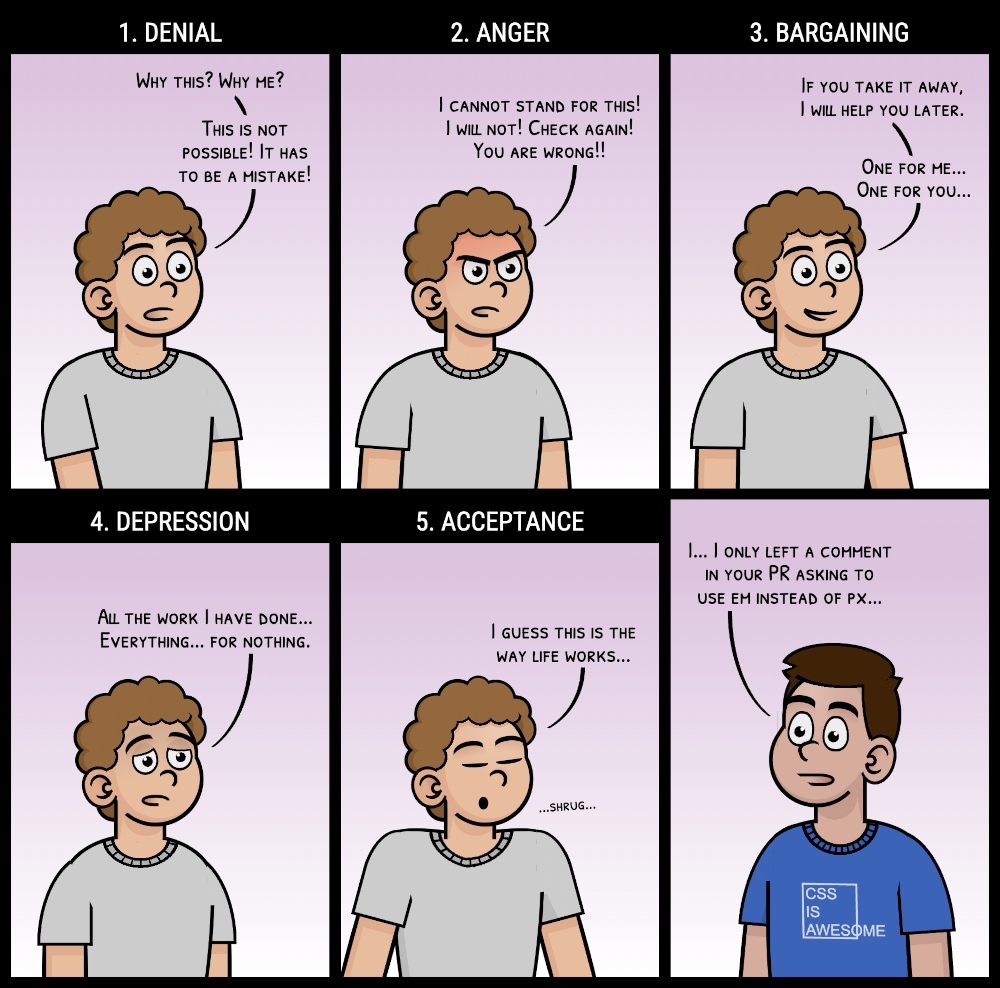 1. DENIAL
WHY THIS? WHY ME?
THIS IS NOT
POSSIBLE! IT HAS
TO BE A MISTAKE!
2. ANGER
I CANNOT STAND FOR THIS!
I WILL NOT! CHECK AGAIN!
YOU ARE WRONG!!
3. BARGAINING
IF YOU TAKE IT AWAY,
I WILL HELP YOU LATER.
ONE FOR ME...
ONE FOR YOU...
4. DEPRESSION
ALL THE WORK I HAVE DONE...
EVERYTHING... FOR NOTHING.
5. ACCEPTANCE
I GUESS THIS IS THE
WAY LIFE WORKS...
...SHRUG...
I... I ONLY LEFT A COMMENT
IN YOUR PR ASKING TO
USE EM INSTEAD OF PX...
CSS
IS
AWESOME